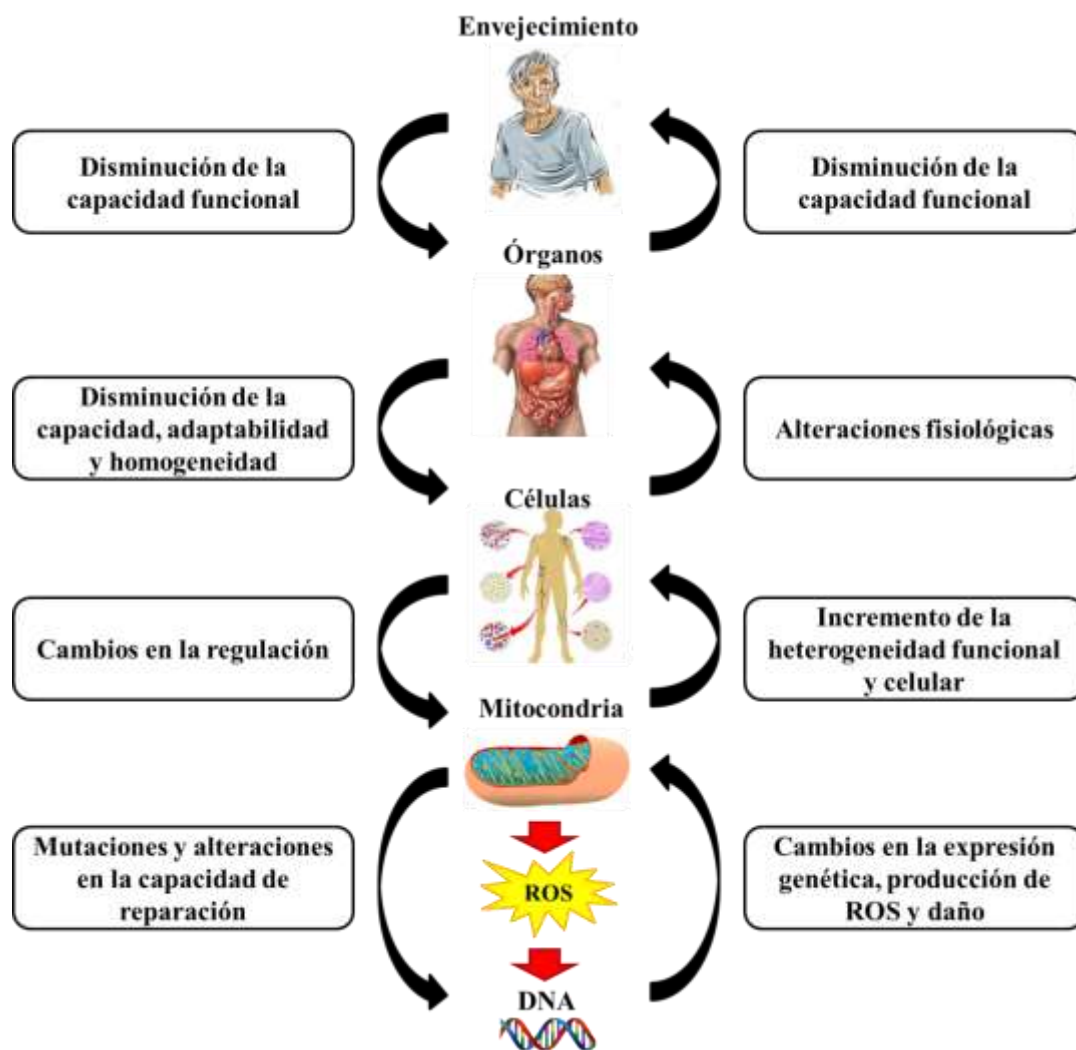 Envejecimiento
Disminución de la
capacidad funcional
Disminución de la
capacidad funcional
Órganos
Disminución de la
capacidad, adaptabilidad
y homogeneidad
Alteraciones fisiológicas
Células
Cambios en la regulación
Incremento de la
heterogeneidad funcional
y celular
Mitocondria
Mutaciones y alteraciones
en la capacidad de
reparación
ROS
Cambios en la expresión
genética, producción de
ROS y daño
DNA